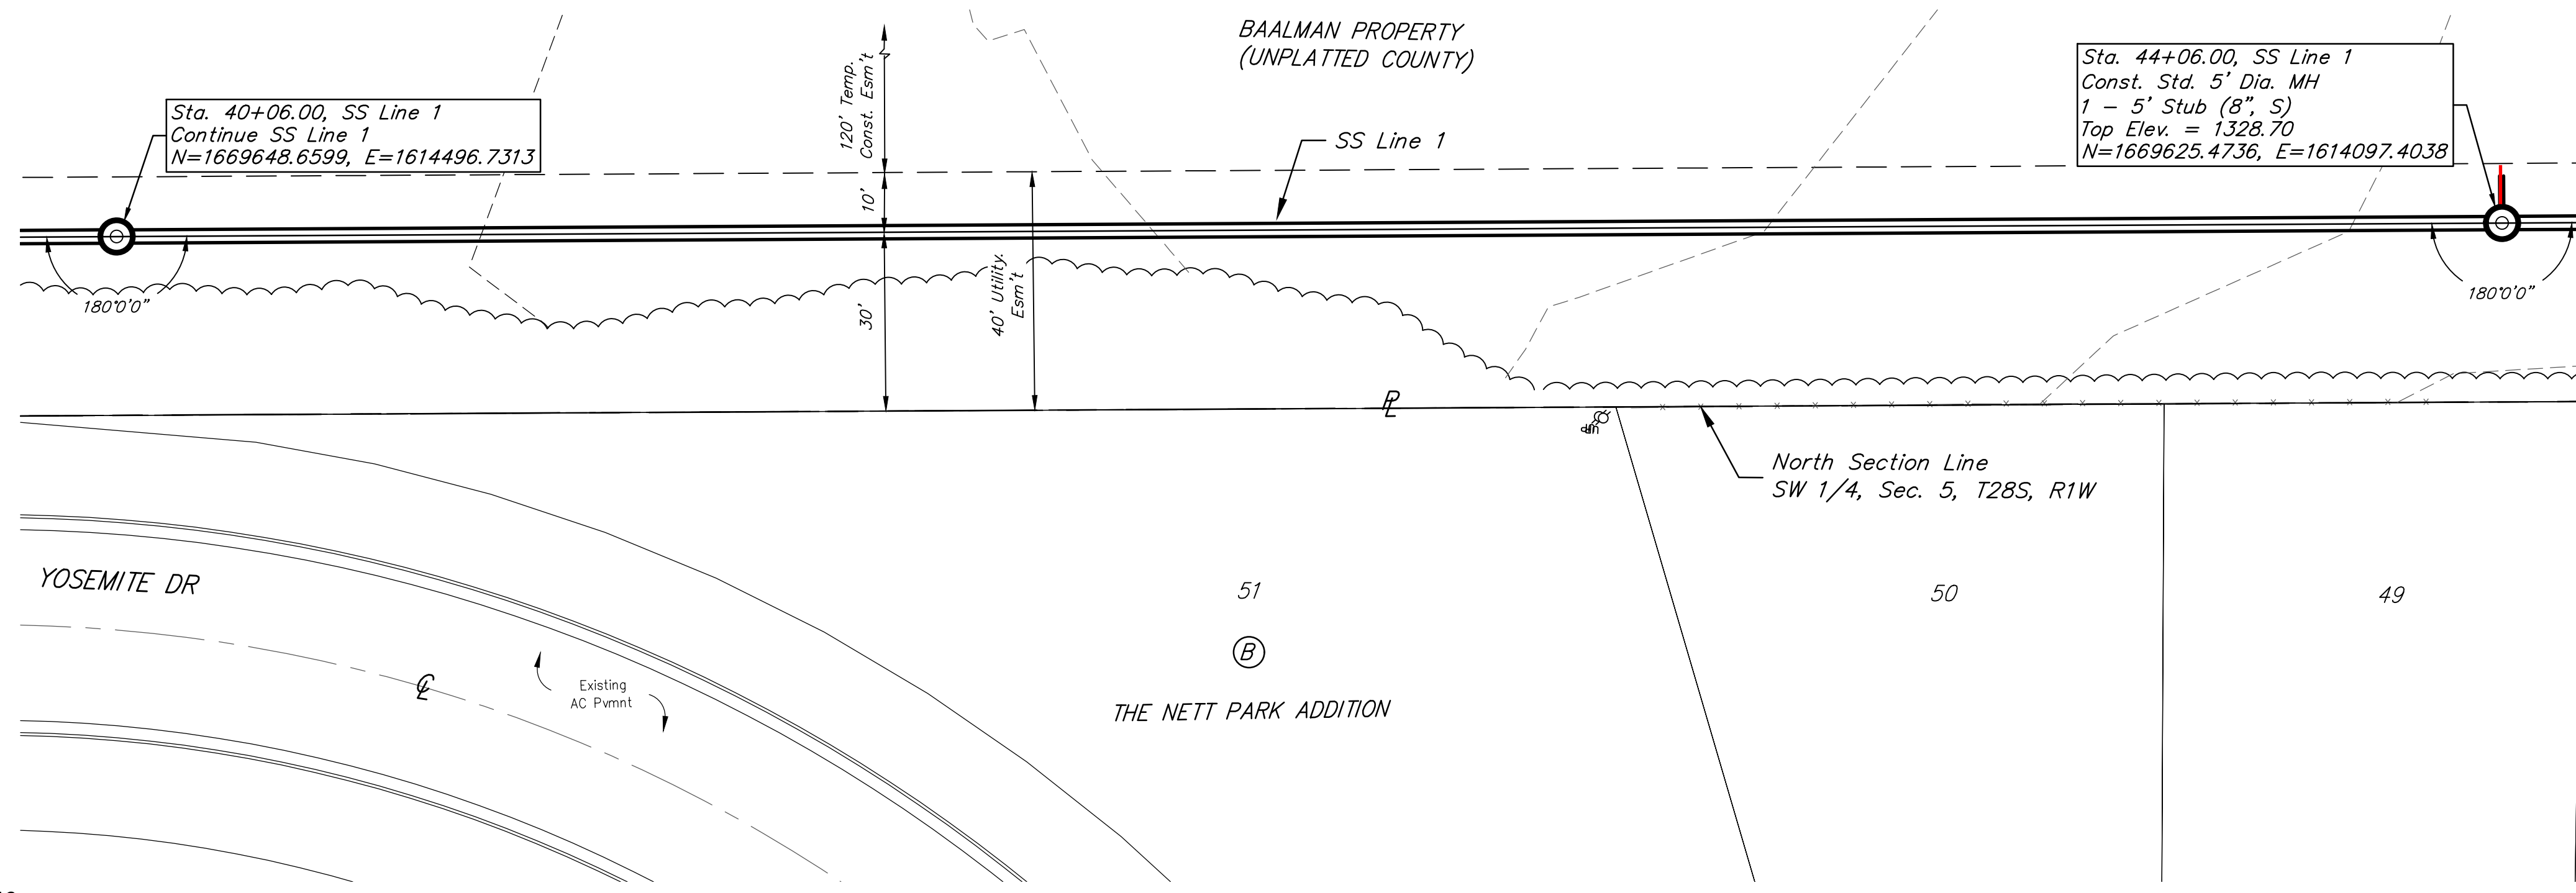 BAALMAN PROPERTY
(UNPLATTED COUNTY)
Sta. 40+06.00, SS Line 1
Continue SS Line 1
N=1669648.6599, E=1614496.7313
120' Temp.
Const. Esm't
SS Line 1
Sta. 44+06.00, SS Line 1
Const. Std. 5' Dia. MH
1 - 5' Stub (8", S)
Top Elev. = 1328.70
N=1669625.4736, E=1614097.4038
10'
180°0'0"
30'
40' Utility.
Esm't
180°0'0"
PL
North Section Line
SW 1/4, Sec. 5, T28S, R1W
YOSEMITE DR
CL
Existing
AC Pvmnt
51
B
THE NETT PARK ADDITION
50
49